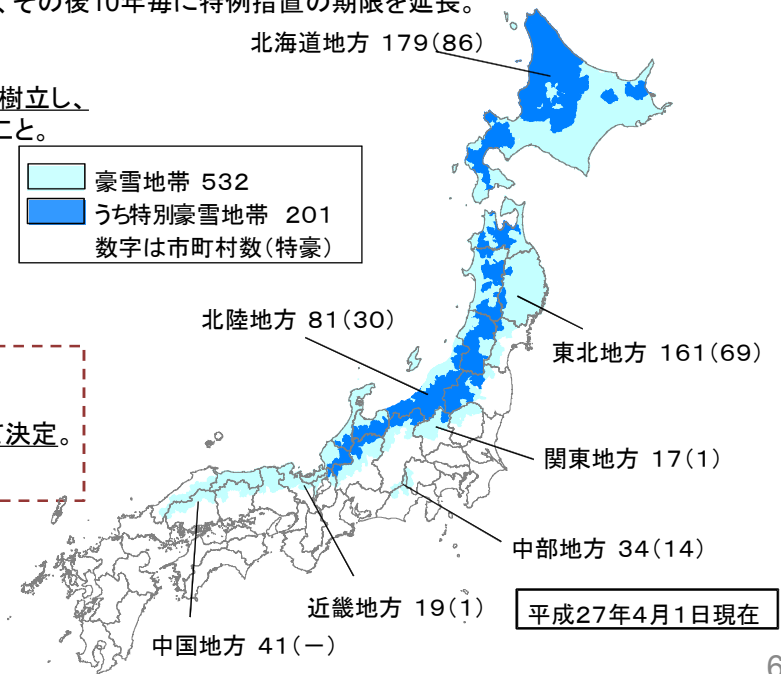 、その後10年毎に特例措置の期限を延長。
北海道地方 179(86)
樹立し、
こと。
豪雪地帯 532
うち特別豪雪地帯 201
数字は市町村数(特豪)
北陸地方 81(30)
東北地方 161(69)
決定。
関東地方 17(1)
中部地方 34(14)
近畿地方 19(1)
平成27年4月1日現在
中国地方 41(－)
6